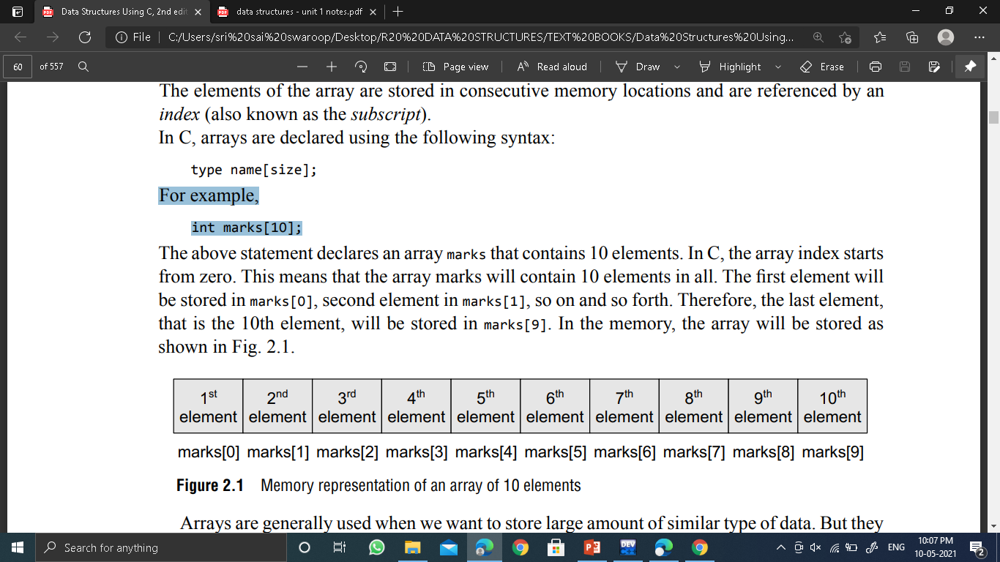 Data Structures Using C, 2nd edit
data structures - unit 1 notes.pdf
File
C:/Users/sri%20sai%20swaroop/Desktop/R20%20DATA%20STRUCTURES/TEXT%20BOOKS/Data%20Structures%20Using...
60 of 557
Page view
Read aloud
Draw
Highlight
Erase
The elements of the array are stored in consecutive memory locations and are referenced by an
index (also known as the subscript).
In C, arrays are declared using the following syntax:
type name[size];
For example,
int marks[10];
The above statement declares an array marks that contains 10 elements. In C, the array index starts
from zero. This means that the array marks will contain 10 elements in all. The first element will
be stored in marks[0], second element in marks[1], so on and so forth. Therefore, the last element,
that is the 10th element, will be stored in marks[9]. In the memory, the array will be stored as
shown in Fig. 2.1.
1st 2nd 3rd 4th 5th 6th 7th 8th 9th 10th
element element element element element element element element element element
marks[0] marks[1] marks[2] marks[3] marks[4] marks[5] marks[6] marks[7] marks[8] marks[9]
Figure 2.1 Memory representation of an array of 10 elements
Arrays are generally used when we want to store large amount of similar type of data. But they
Search for anything
ENG
10:07 PM
10-05-2021
2